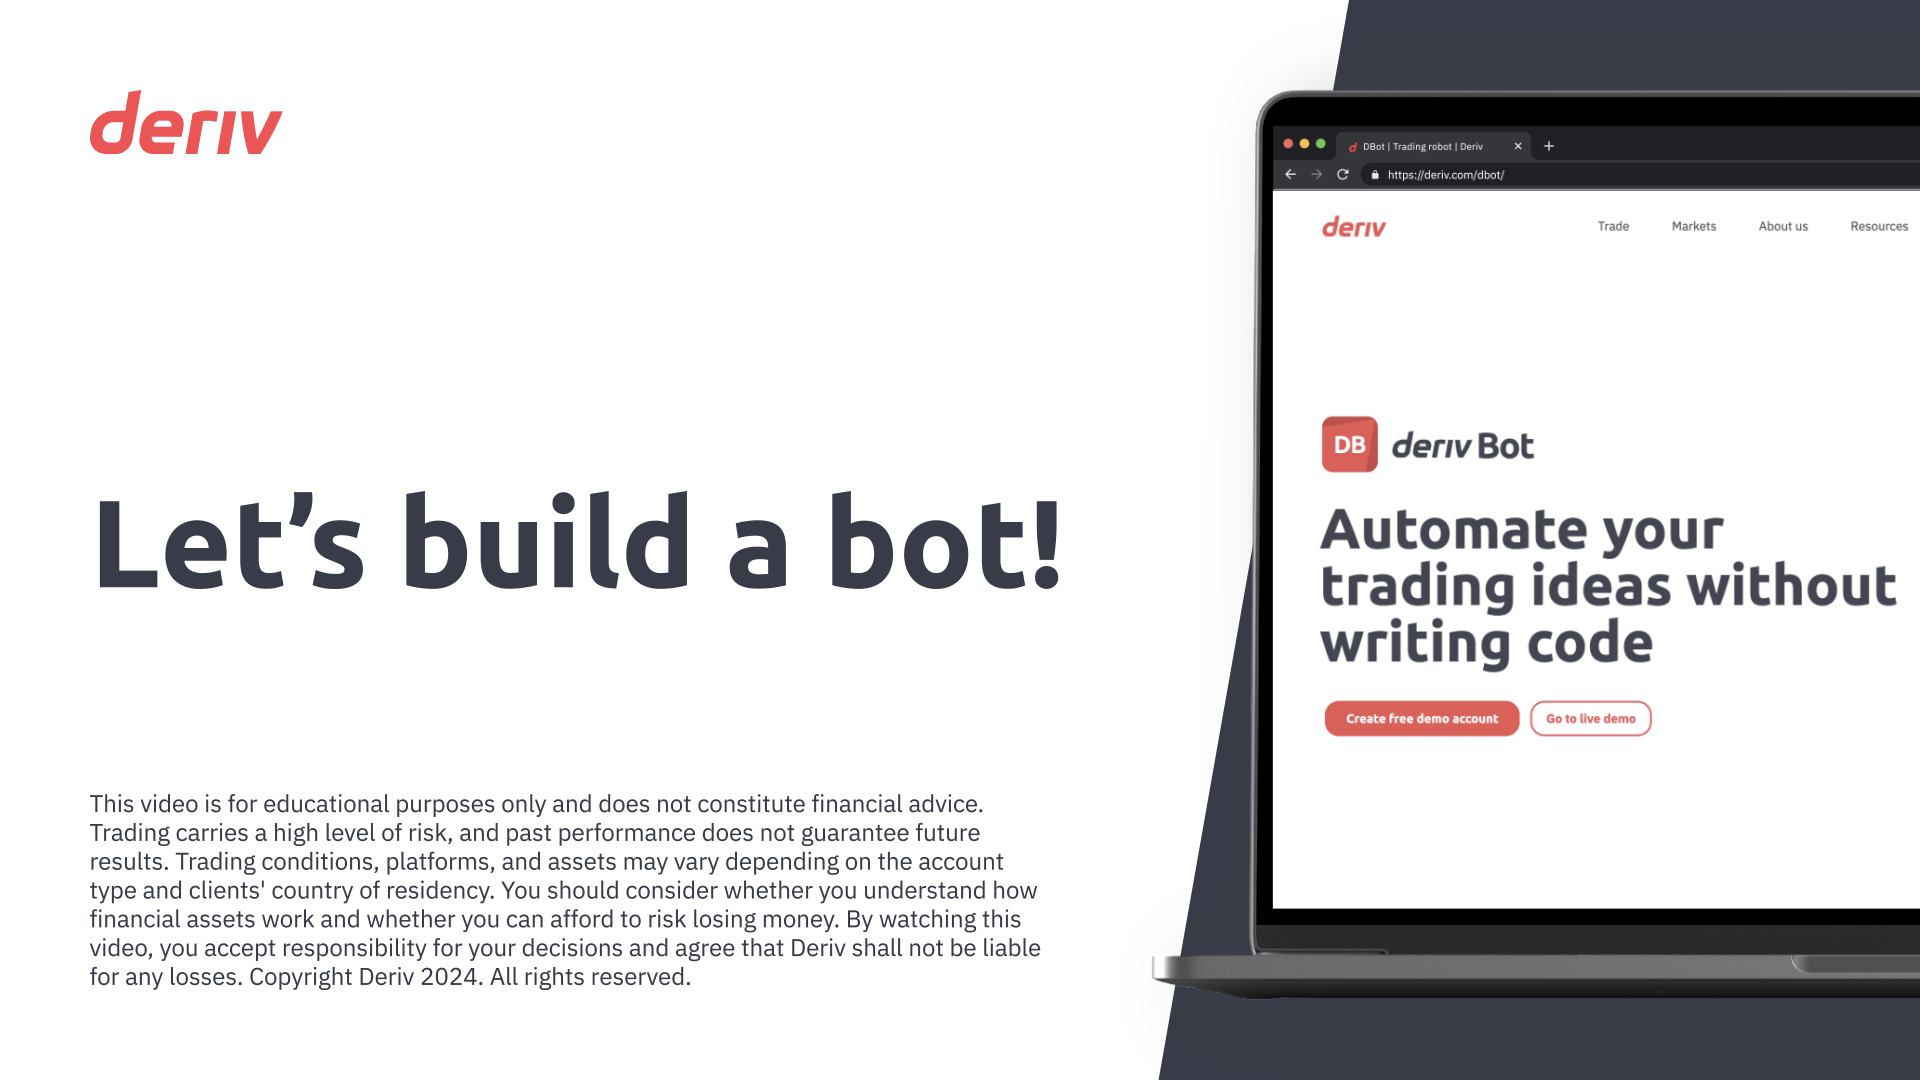 deriv
Let’s build a bot!
This video is for educational purposes only and does not constitute financial advice.
Trading carries a high level of risk, and past performance does not guarantee future
results. Trading conditions, platforms, and assets may vary depending on the account
type and clients' country of residency. You should consider whether you understand how
financial assets work and whether you can afford to risk losing money. By watching this
video, you accept responsibility for your decisions and agree that Deriv shall not be liable
for any losses. Copyright Deriv 2024. All rights reserved.
d DBot | Trading robot | Deriv
https://deriv.com/dbot/
deriv Trade Markets About us Resources
DB deriv Bot
Automate your
trading ideas without
writing code
Create free demo account Go to live demo